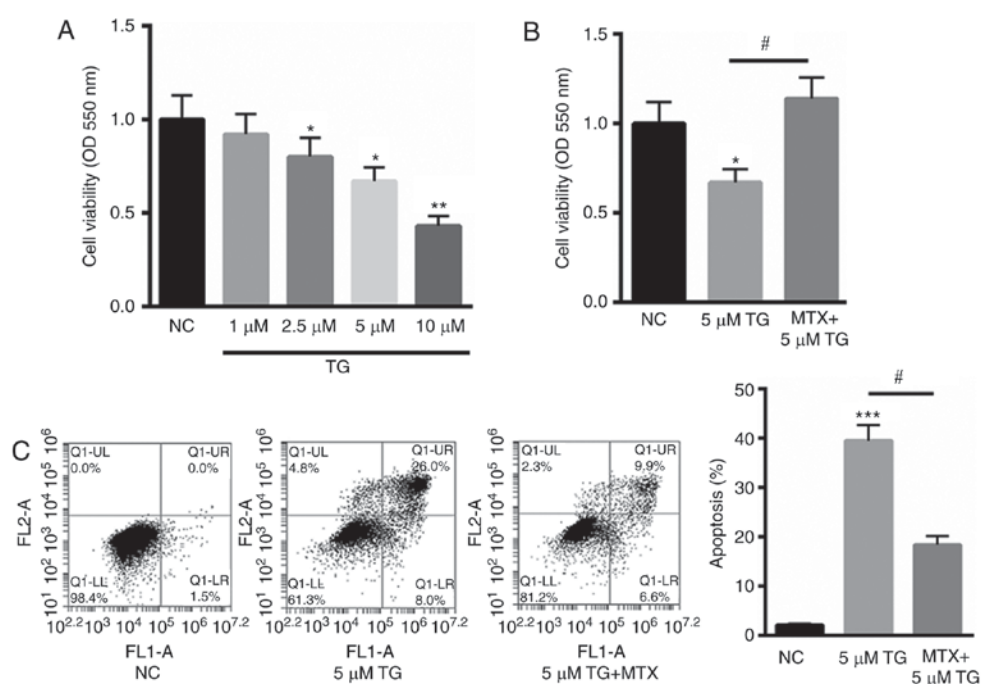 A
Cell viability (OD 550 nm)
1.5
1.0
0.5
0.0
*
*
**
NC
1 μM
2.5 μM
5 μM
10 μM
TG
B
Cell viability (OD 550 nm)
1.5
1.0
0.5
0.0
#
*
NC
5 μM TG
MTX+
5 μM TG
C
FL2-A
10^6
10^5
10^4
10^3
10^2
10^1
Q1-UL
0.0%
Q1-UR
0.0%
Q1-LL
98.4%
Q1-LR
1.5%
10^2.2 10^3 10^4 10^5 10^6 10^7.2
FL1-A
NC
FL2-A
10^6
10^5
10^4
10^3
10^2
10^1
Q1-UL
4.8%
Q1-UR
26.0%
Q1-LL
61.3%
Q1-LR
8.0%
10^2.2 10^3 10^4 10^5 10^6 10^7.2
FL1-A
5 μM TG
FL2-A
10^6
10^5
10^4
10^3
10^2
10^1
Q1-UL
2.3%
Q1-UR
9.9%
Q1-LL
81.2%
Q1-LR
6.6%
10^2.2 10^3 10^4 10^5 10^6 10^7.2
FL1-A
5 μM TG+MTX
Apoptosis (%)
50
40
30
20
10
0
#
***
NC
5 μM TG
MTX+
5 μM TG